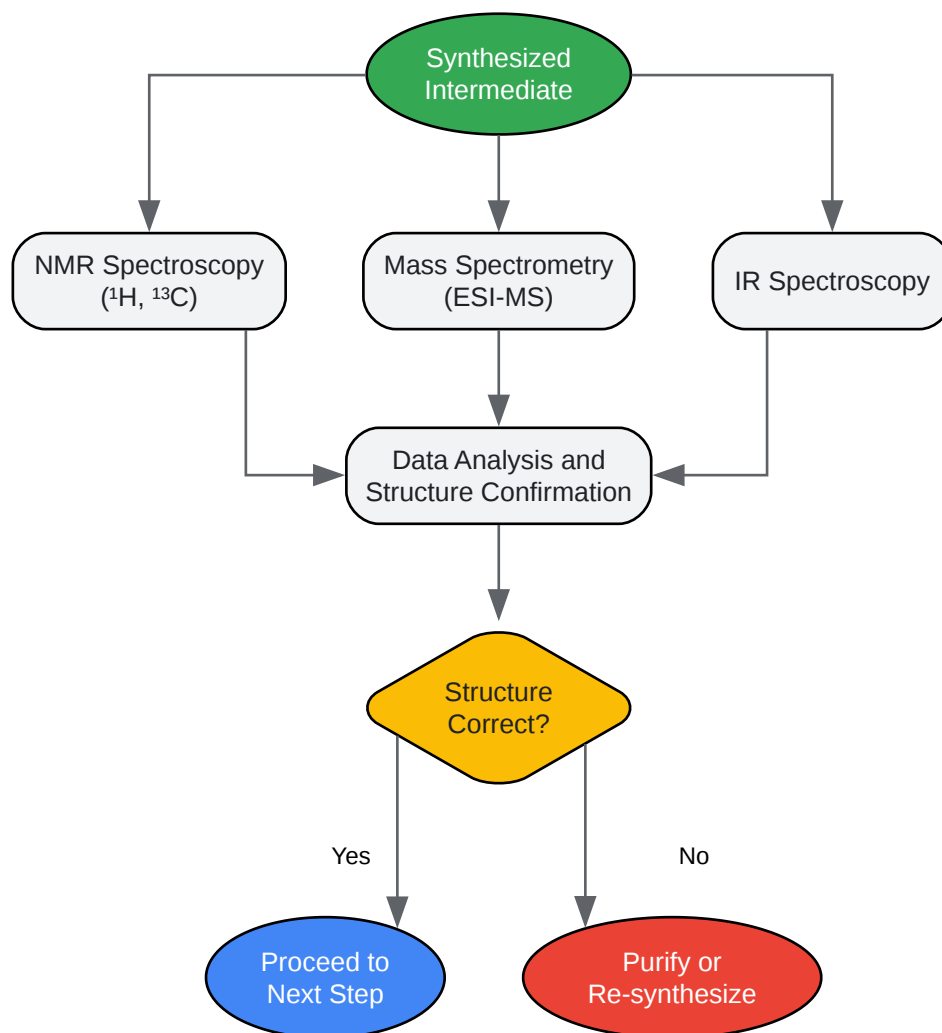 Synthesized
Intermediate
NMR Spectroscopy
(¹H, ¹³C)
Mass Spectrometry
(ESI-MS)
IR Spectroscopy
Data Analysis and
Structure Confirmation
Structure
Correct?
Yes
No
Proceed to
Next Step
Purify or
Re-synthesize